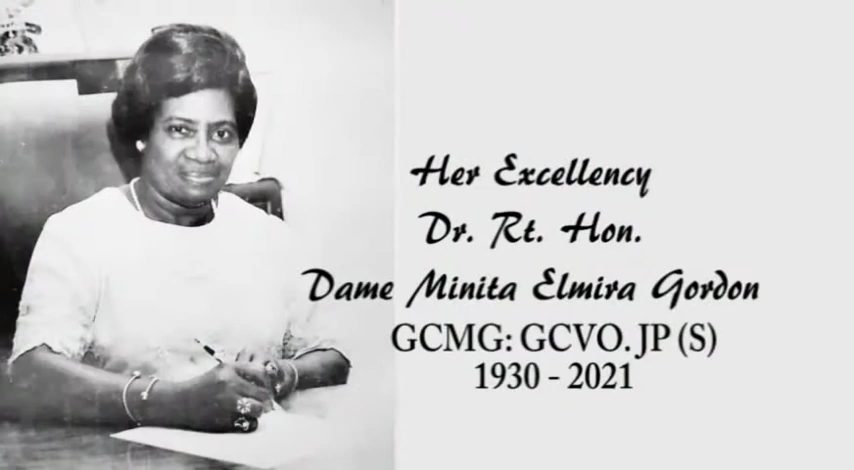 Her Excellency
Dr. Rt. Hon.
Dame Minita Elmira Gordon
GCMG: GCVO. JP (S)
1930 - 2021